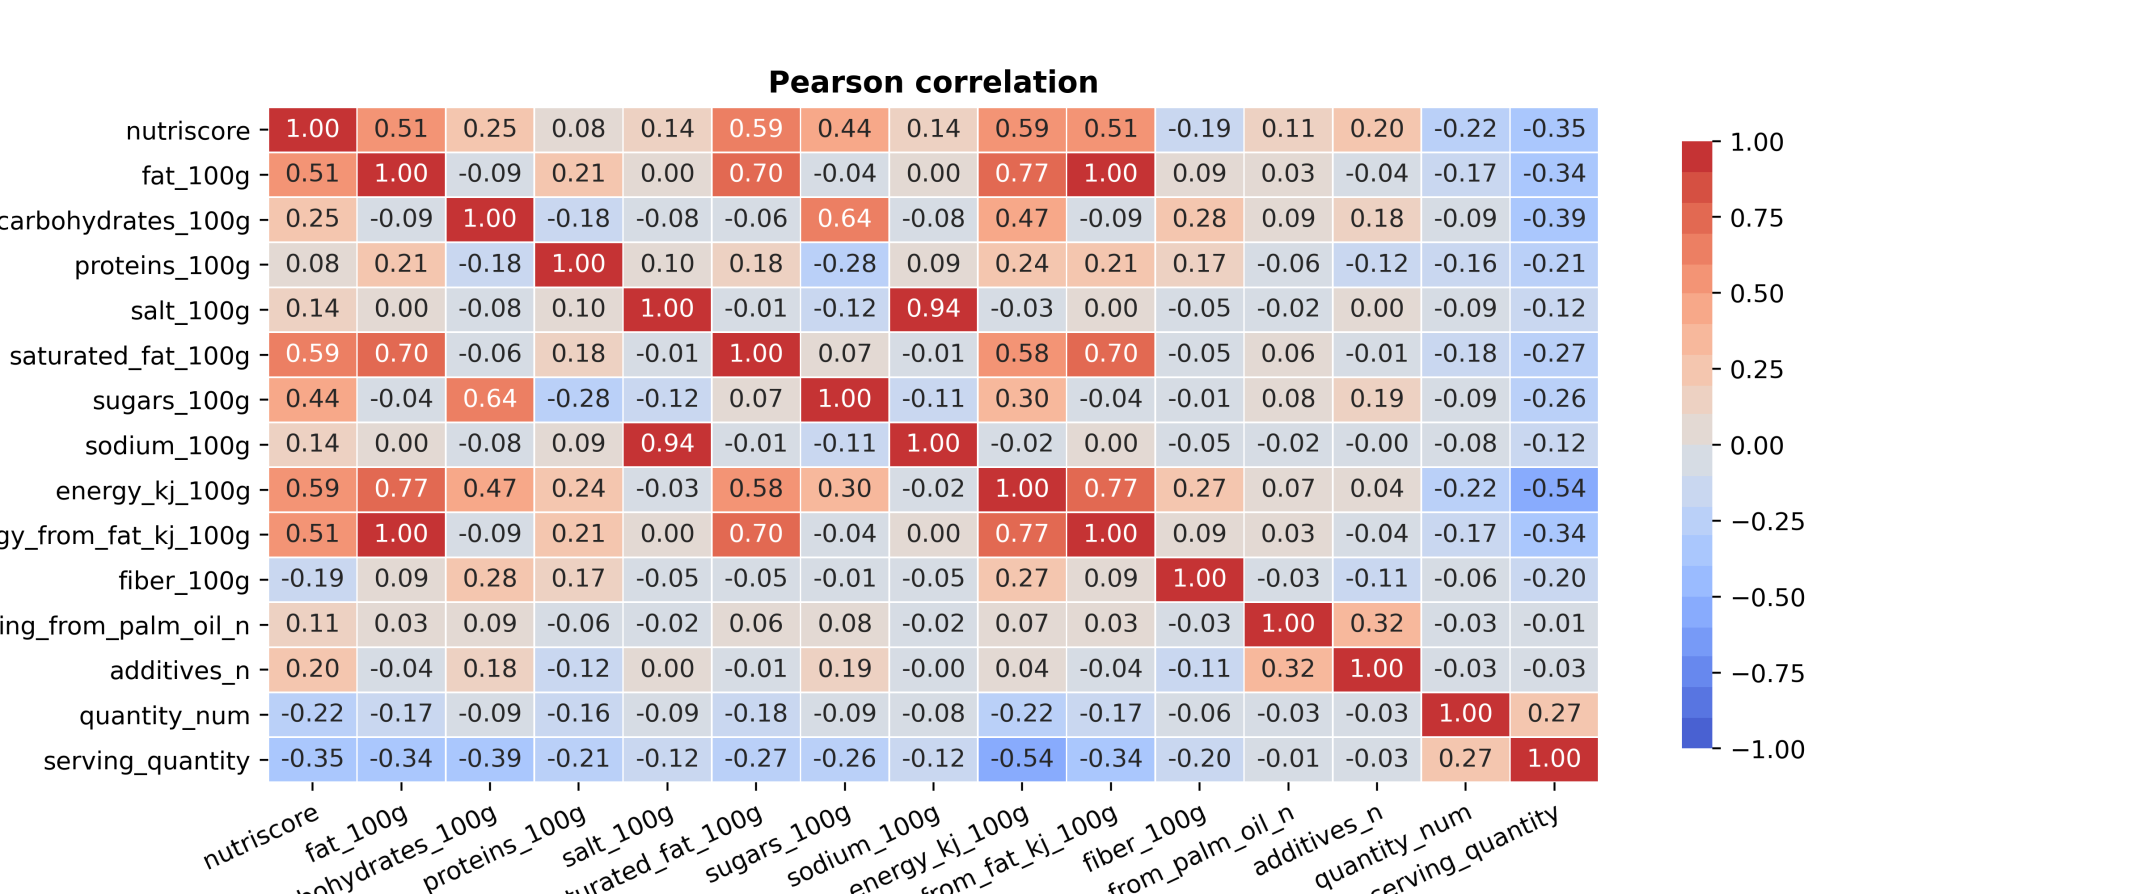 Pearson correlation
nutriscore 1.00 0.51 0.25 0.08 0.14 0.59 0.44 0.14 0.59 0.51 -0.19 0.11 0.20 -0.22 -0.35
fat_100g 0.51 1.00 -0.09 0.21 0.00 0.70 -0.04 0.00 0.77 1.00 0.09 0.03 -0.04 -0.17 -0.34
carbohydrates_100g 0.25 -0.09 1.00 -0.18 -0.08 -0.06 0.64 -0.08 0.47 -0.09 0.28 0.09 0.18 -0.09 -0.39
proteins_100g 0.08 0.21 -0.18 1.00 0.10 0.18 -0.28 0.09 0.24 0.21 0.17 -0.06 -0.12 -0.16 -0.21
salt_100g 0.14 0.00 -0.08 0.10 1.00 -0.01 -0.12 0.94 -0.03 0.00 -0.05 -0.02 0.00 -0.09 -0.12
saturated_fat_100g 0.59 0.70 -0.06 0.18 -0.01 1.00 0.07 -0.01 0.58 0.70 -0.05 0.06 -0.01 -0.18 -0.27
sugars_100g 0.44 -0.04 0.64 -0.28 -0.12 0.07 1.00 -0.11 0.30 -0.04 -0.01 0.08 0.19 -0.09 -0.26
sodium_100g 0.14 0.00 -0.08 0.09 0.94 -0.01 -0.11 1.00 -0.02 0.00 -0.05 -0.02 -0.00 -0.08 -0.12
energy_kj_100g 0.59 0.77 0.47 0.24 -0.03 0.58 0.30 -0.02 1.00 0.77 0.27 0.07 0.04 -0.22 -0.54
gy_from_fat_kj_100g 0.51 1.00 -0.09 0.21 0.00 0.70 -0.04 0.00 0.77 1.00 0.09 0.03 -0.04 -0.17 -0.34
fiber_100g -0.19 0.09 0.28 0.17 -0.05 -0.05 -0.01 -0.05 0.27 0.09 1.00 -0.03 -0.11 -0.06 -0.20
ing_from_palm_oil_n 0.11 0.03 0.09 -0.06 -0.02 0.06 0.08 -0.02 0.07 0.03 -0.03 1.00 0.32 -0.03 -0.01
additives_n 0.20 -0.04 0.18 -0.12 0.00 -0.01 0.19 -0.00 0.04 -0.04 -0.11 0.32 1.00 -0.03 -0.03
quantity_num -0.22 -0.17 -0.09 -0.16 -0.09 -0.18 -0.09 -0.08 -0.22 -0.17 -0.06 -0.03 -0.03 1.00 0.27
serving_quantity -0.35 -0.34 -0.39 -0.21 -0.12 -0.27 -0.26 -0.12 -0.54 -0.34 -0.20 -0.01 -0.03 0.27 1.00
nutriscore fat_100g bohydrates_100g proteins_100g salt_100g turated_fat_100g sugars_100g sodium_100g energy_kj_100g from_fat_kj_100g fiber_100g from_palm_oil_n additives_n quantity_num serving_quantity
1.00
0.75
0.50
0.25
0.00
−0.25
−0.50
−0.75
−1.00